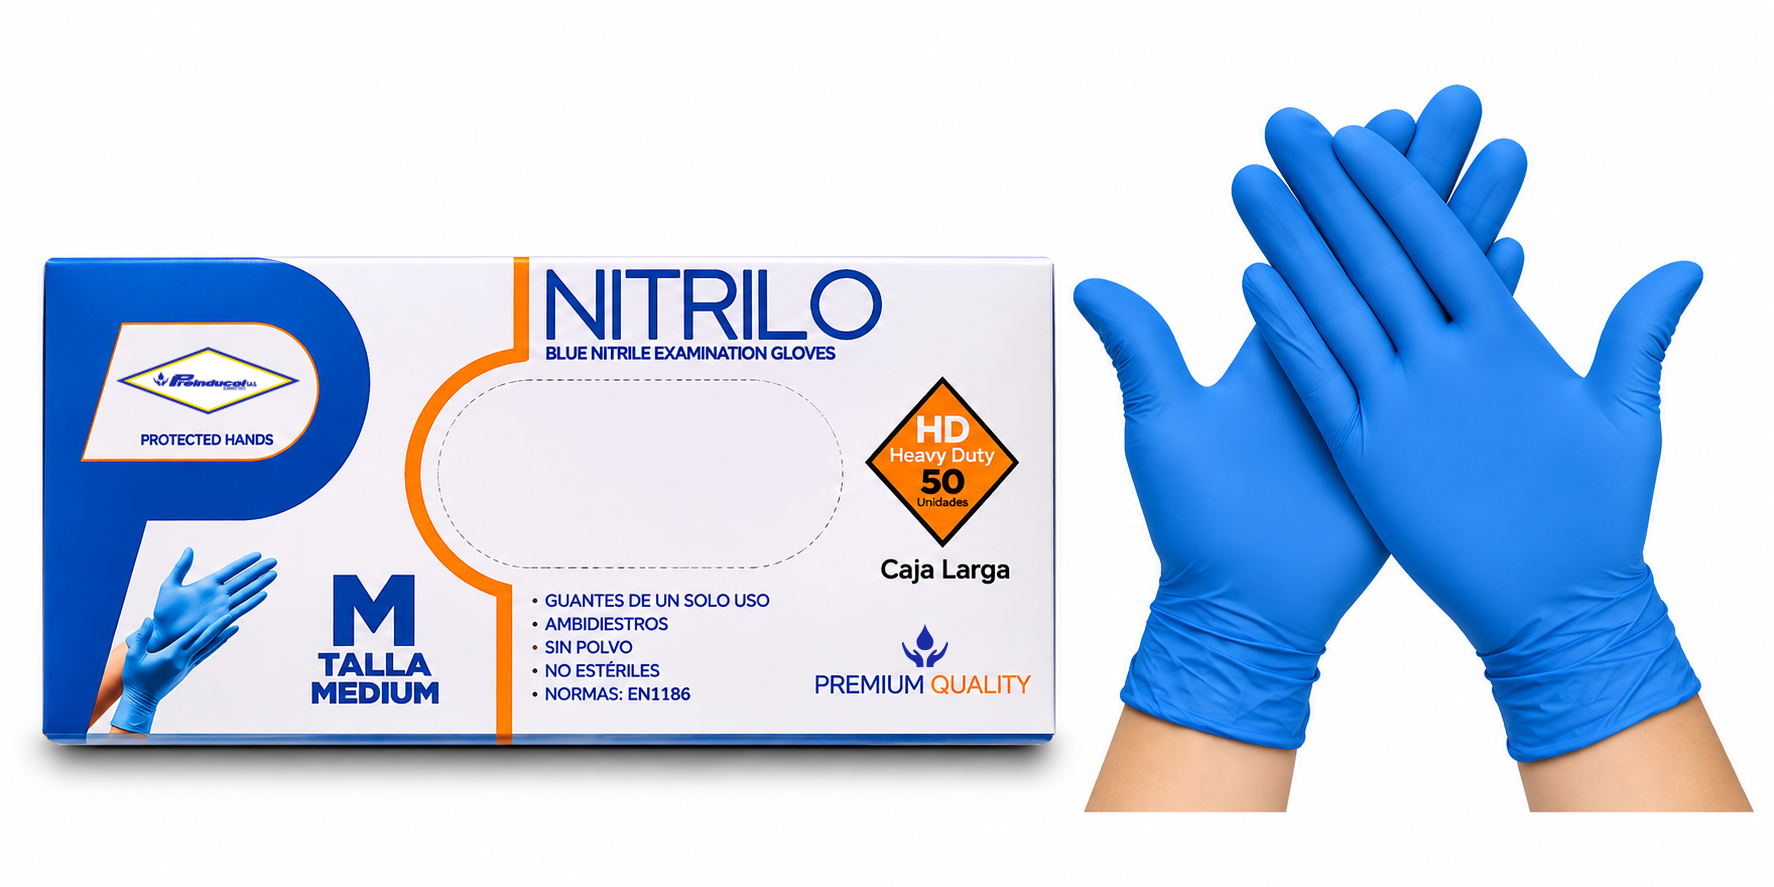 NITRILO
BLUE NITRILE EXAMINATION GLOVES
Preinducol S.A.S.
PROTECTED HANDS
HD
Heavy Duty
50
Unidades
Caja Larga
M
TALLA
MEDIUM
• GUANTES DE UN SOLO USO
• AMBIDIESTROS
• SIN POLVO
• NO ESTÉRILES
• NORMAS: EN1186
PREMIUM QUALITY